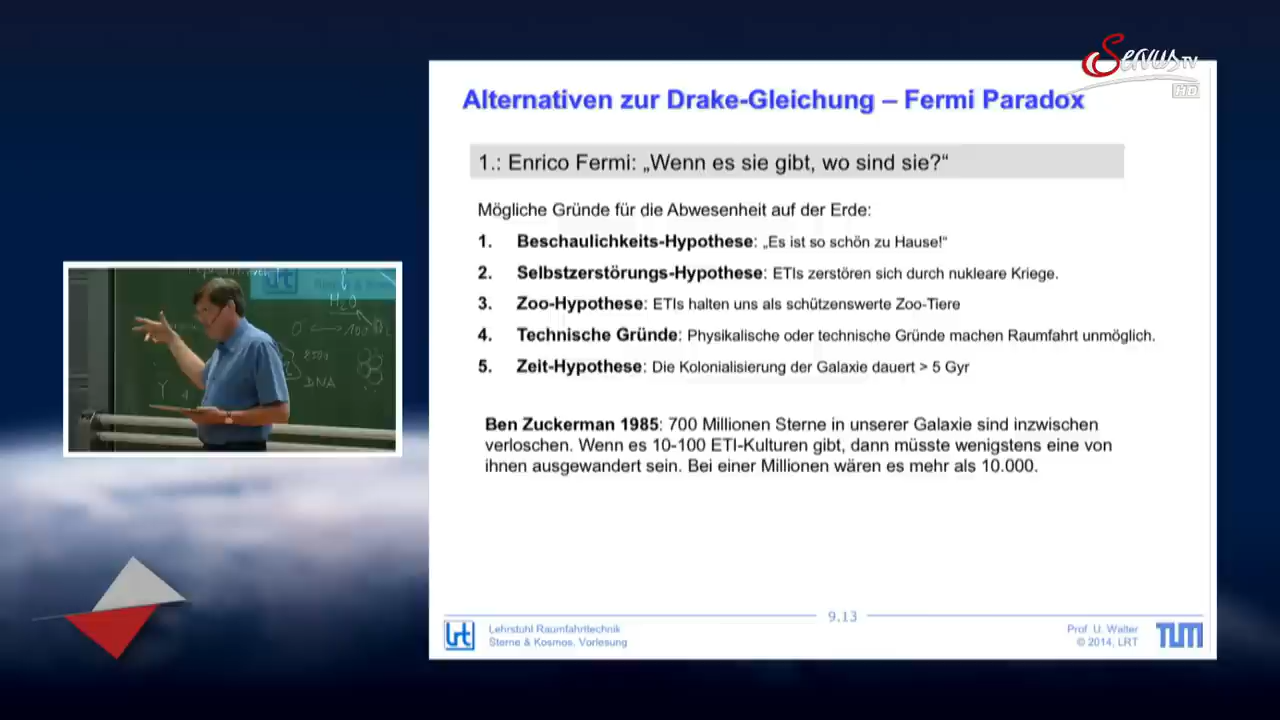 Servus TV
HD
Alternativen zur Drake-Gleichung – Fermi Paradox
1.: Enrico Fermi: „Wenn es sie gibt, wo sind sie?“
Mögliche Gründe für die Abwesenheit auf der Erde:
1. Beschaulichkeits-Hypothese: „Es ist so schön zu Hause!“
2. Selbstzerstörungs-Hypothese: ETIs zerstören sich durch nukleare Kriege.
3. Zoo-Hypothese: ETIs halten uns als schützenswerte Zoo-Tiere
4. Technische Gründe: Physikalische oder technische Gründe machen Raumfahrt unmöglich.
5. Zeit-Hypothese: Die Kolonialisierung der Galaxie dauert > 5 Gyr
Ben Zuckerman 1985: 700 Millionen Sterne in unserer Galaxie sind inzwischen
verloschen. Wenn es 10-100 ETI-Kulturen gibt, dann müsste wenigstens eine von
ihnen ausgewandert sein. Bei einer Millionen wären es mehr als 10.000.
H₂O
DNA
9.13
lrt
Lehrstuhl Raumfahrttechnik
Sterne & Kosmos, Vorlesung
Prof. U. Walter
© 2014, LRT
TUM